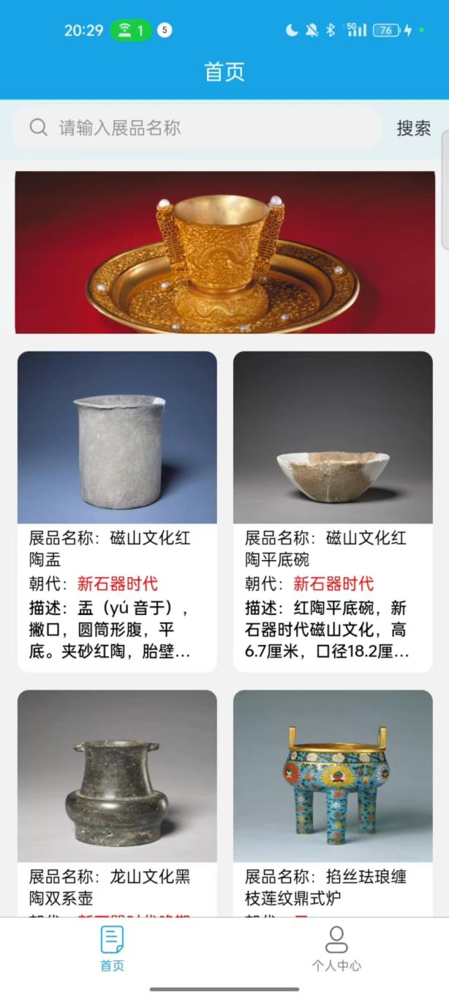 20:29
1
5
5G
76
首页
请输入展品名称
搜索
展品名称：磁山文化红
陶盂
朝代：新石器时代
描述：盂（yú 音于），
撇口，圆筒形腹，平
底。夹砂红陶，胎壁...
展品名称：磁山文化红
陶平底碗
朝代：新石器时代
描述：红陶平底碗，新
石器时代磁山文化，高
6.7厘米，口径18.2厘...
展品名称：龙山文化黑
陶双系壶
展品名称：掐丝珐琅缠
枝莲纹鼎式炉
首页
个人中心